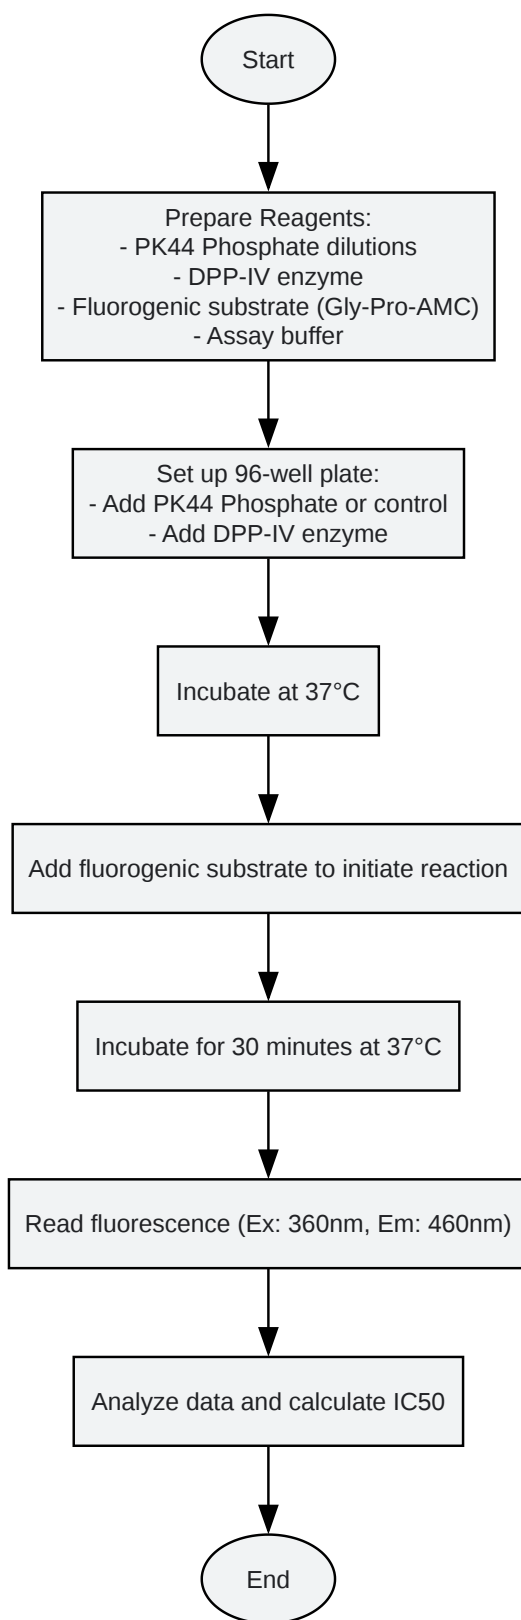 Start
Prepare Reagents:
- PK44 Phosphate dilutions
- DPP-IV enzyme
- Fluorogenic substrate (Gly-Pro-AMC)
- Assay buffer
Set up 96-well plate:
- Add PK44 Phosphate or control
- Add DPP-IV enzyme
Incubate at 37°C
Add fluorogenic substrate to initiate reaction
Incubate for 30 minutes at 37°C
Read fluorescence (Ex: 360nm, Em: 460nm)
Analyze data and calculate IC50
End